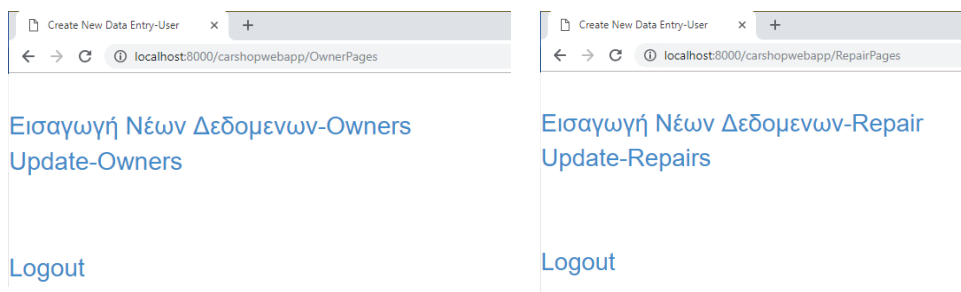 Create New Data Entry-User
localhost:8000/carshopwebapp/OwnerPages
Εισαγωγή Νέων Δεδομενων-Owners
Update-Owners
Logout
Create New Data Entry-User
localhost:8000/carshopwebapp/RepairPages
Εισαγωγή Νέων Δεδομενων-Repair
Update-Repairs
Logout